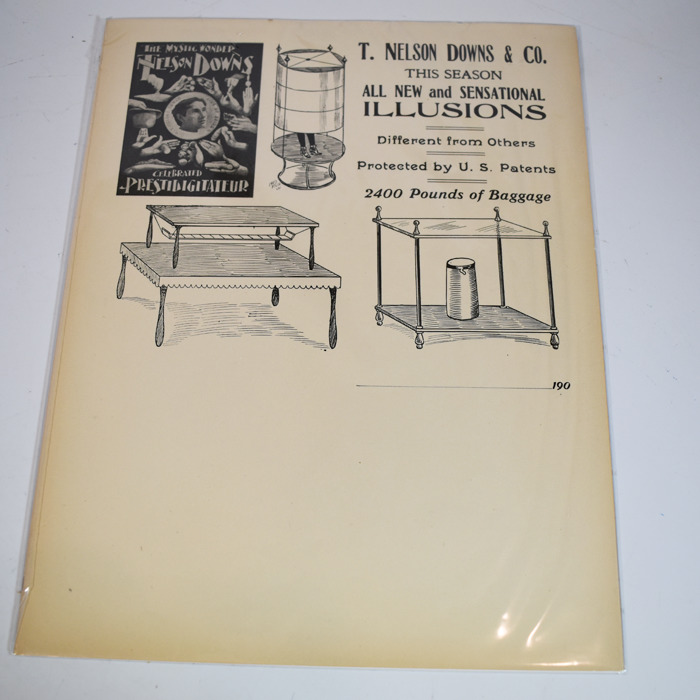 THE MYSTIC WONDER
NELSON DOWNS
CELEBRATED
PRESTIDIGITATEUR
T. NELSON DOWNS & CO.
THIS SEASON
ALL NEW and SENSATIONAL
ILLUSIONS
Different from Others
Protected by U. S. Patents
2400 Pounds of Baggage
190